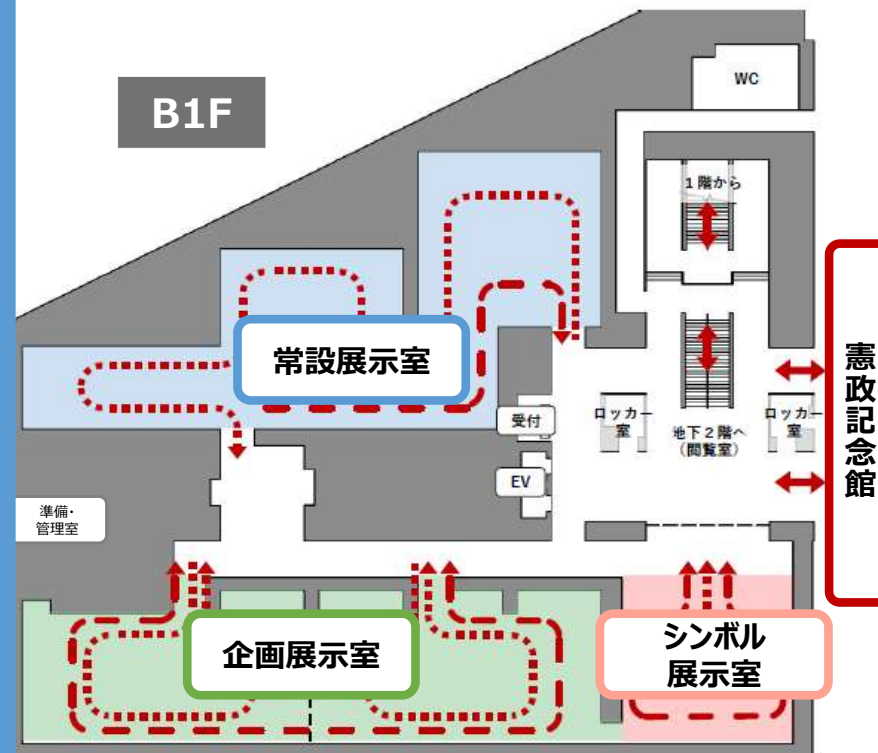 B1F
WC
1階から
常設展示室
受付
ロッカー
室
地下2階へ
(閲覧室)
ロッカー
室
憲政記念館
EV
準備・
管理室
企画展示室
シンボル
展示室